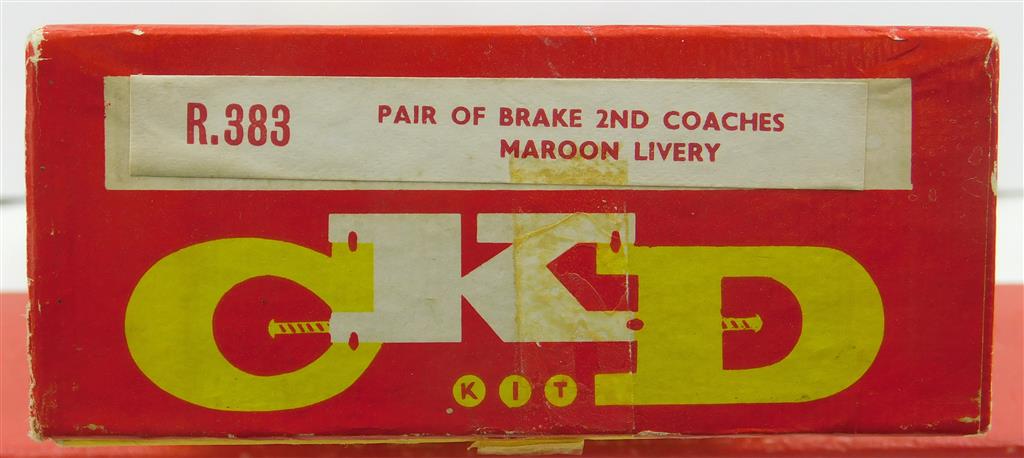 R.383 PAIR OF BRAKE 2ND COACHES
MAROON LIVERY
CKD
KIT